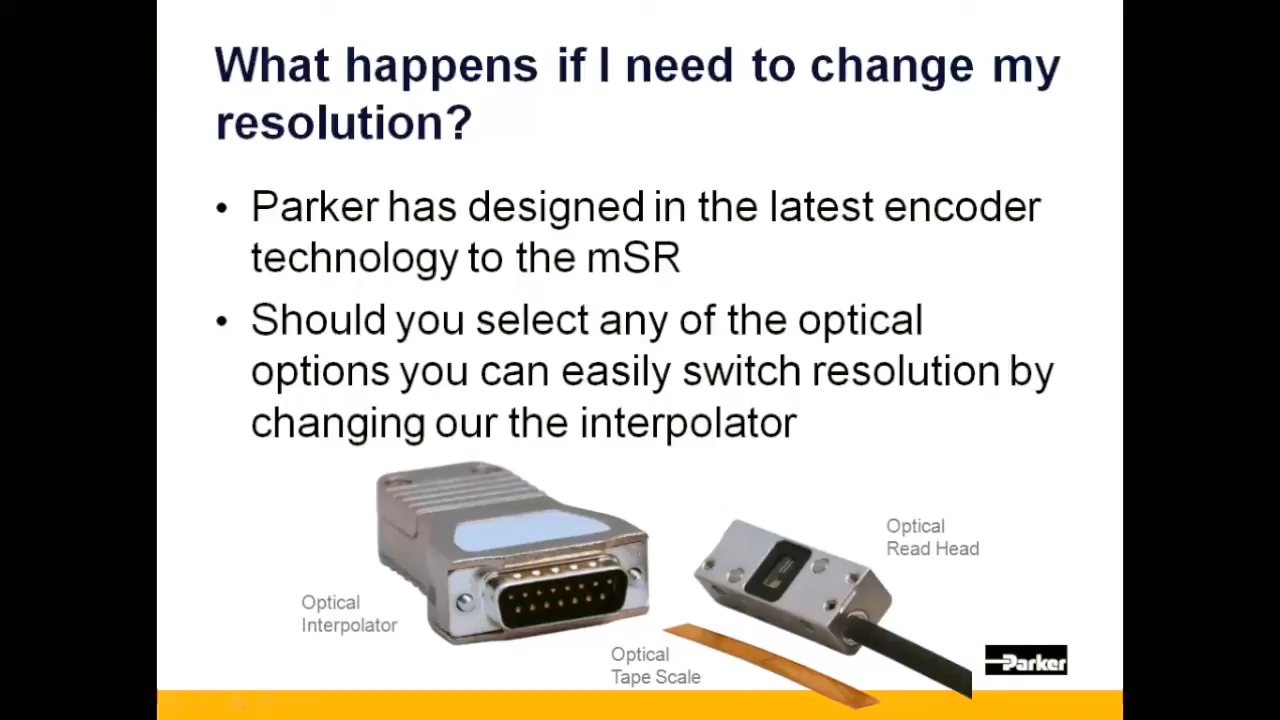 What happens if I need to change my
resolution?
• Parker has designed in the latest encoder
technology to the mSR
• Should you select any of the optical
options you can easily switch resolution by
changing our the interpolator
Optical
Read Head
Optical
Interpolator
Optical
Tape Scale
Parker